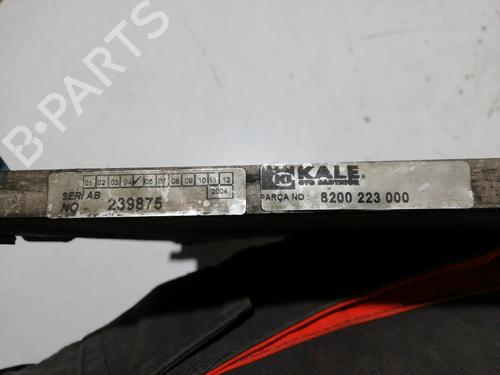 B-PARTS
01 02 03 04 06 07 08 09 10 11 12
2004
SERI AB
NO 239875
KALE
OTO RADYATÖR
PARÇA NO : 8200 223 000